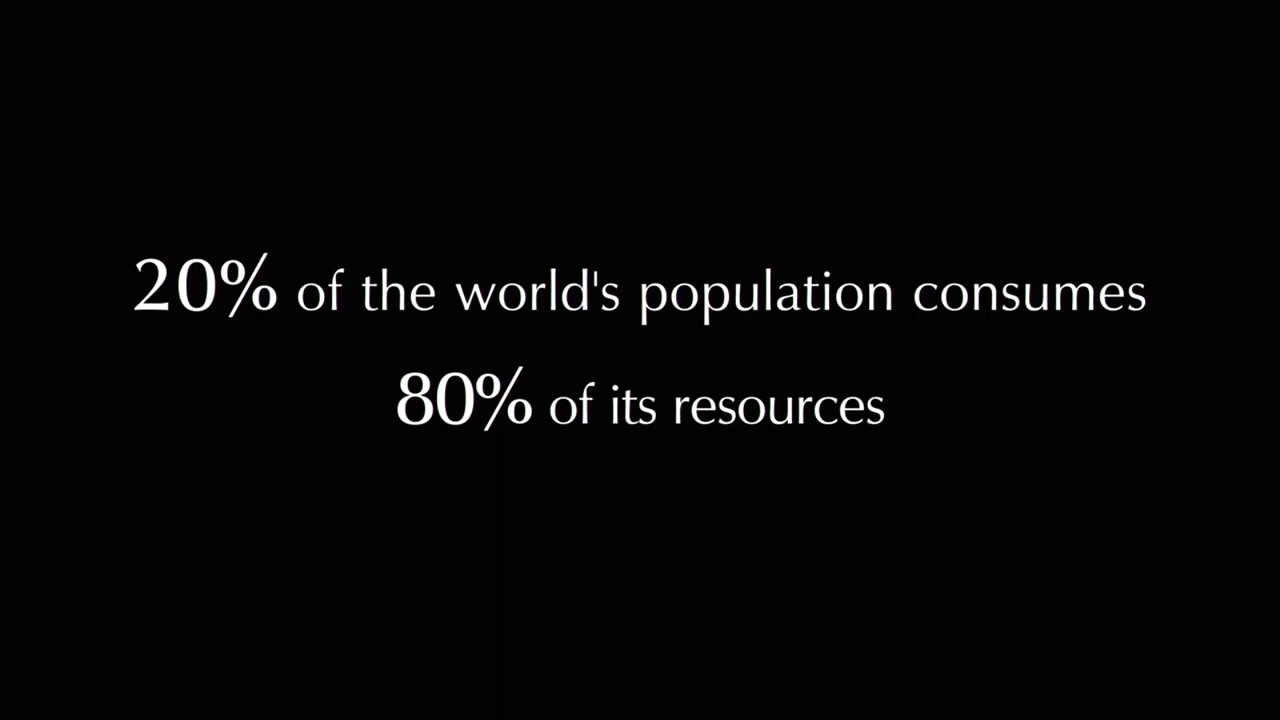 20% of the world's population consumes
80% of its resources